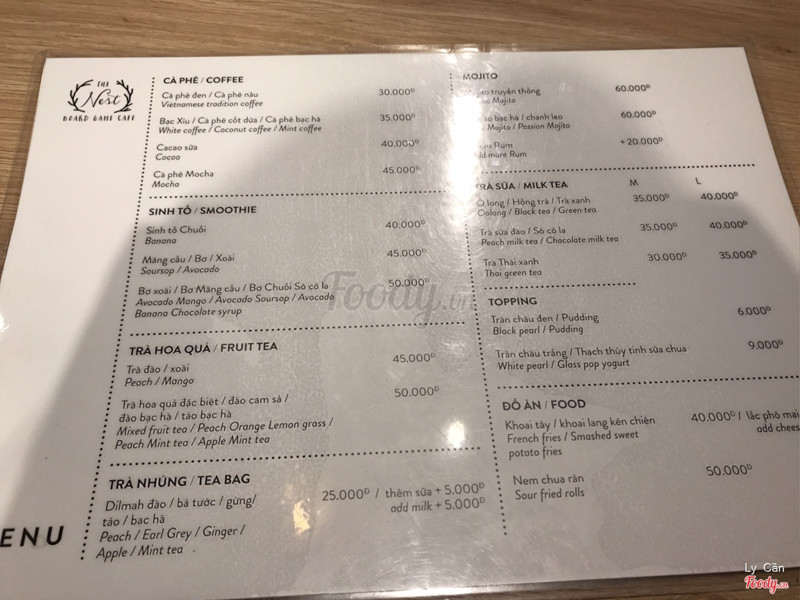 THE
Nest
BOARD GAME CAFE
CÀ PHÊ / COFFEE
Cà phê đen / Cà phê nâu 30.000Đ
Vietnamese tradition coffee
Bạc Xỉu / Cà phê cốt dừa / Cà phê bạc hà 35.000Đ
White coffee / Coconut coffee / Mint coffee
Cacao sữa 40.000Đ
Cocoa
Cà phê Mocha 45.000Đ
Mocha
SINH TỐ / SMOOTHIE
Sinh tố Chuối 40.000Đ
Banana
Mãng cầu / Bơ / Xoài 45.000Đ
Soursop / Avocado
Bơ xoài / Bơ Mãng cầu / Bơ Chuối Sô cô la 50.000Đ
Avocado Mango / Avocado Soursop / Avocado
Banana Chocolate syrup
TRÀ HOA QUẢ / FRUIT TEA
Trà đào / xoài 45.000Đ
Peach / Mango
Trà hoa quả đặc biệt / đào cam sả / 50.000Đ
đào bạc hà / táo bạc hà
Mixed fruit tea / Peach Orange Lemon grass /
Peach Mint tea / Apple Mint tea
TRÀ NHÚNG / TEA BAG
Dilmah đào / bá tước / gừng/ 25.000Đ / thêm sữa + 5.000Đ
táo / bạc hà add milk + 5.000Đ
Peach / Earl Grey / Ginger /
Apple / Mint tea
ENU
MOJITO
truyền thống 60.000Đ
Mojito
bạc hà / chanh leo 60.000Đ
Mojito / Passion Mojito
Rum + 20.000Đ
more Rum
TRÀ SỮA / MILK TEA M L
Ô long / Hồng trà / Trà xanh 35.000Đ 40.000Đ
Oolang / Black tea / Green tea
Trà sữa đào / Sô cô la 35.000Đ 40.000Đ
Peach milk tea / Chocolate milk tea
Trà Thái xanh 30.000Đ 35.000Đ
Thai green tea
TOPPING
Trân châu đen / Pudding 6.000Đ
Black pearl / Pudding
Trân châu trắng / Thạch thủy tinh sữa chua 9.000Đ
White pearl / Glass pop yogurt
ĐỒ ĂN / FOOD
Khoai tây / khoai lang kén chiên 40.000Đ / lắc phô mai
French fries / Smashed sweet add chees
potato fries
Nem chua rán 50.000Đ
Sour fried rolls
Foody.vn
Ly Căn
Foody.vn